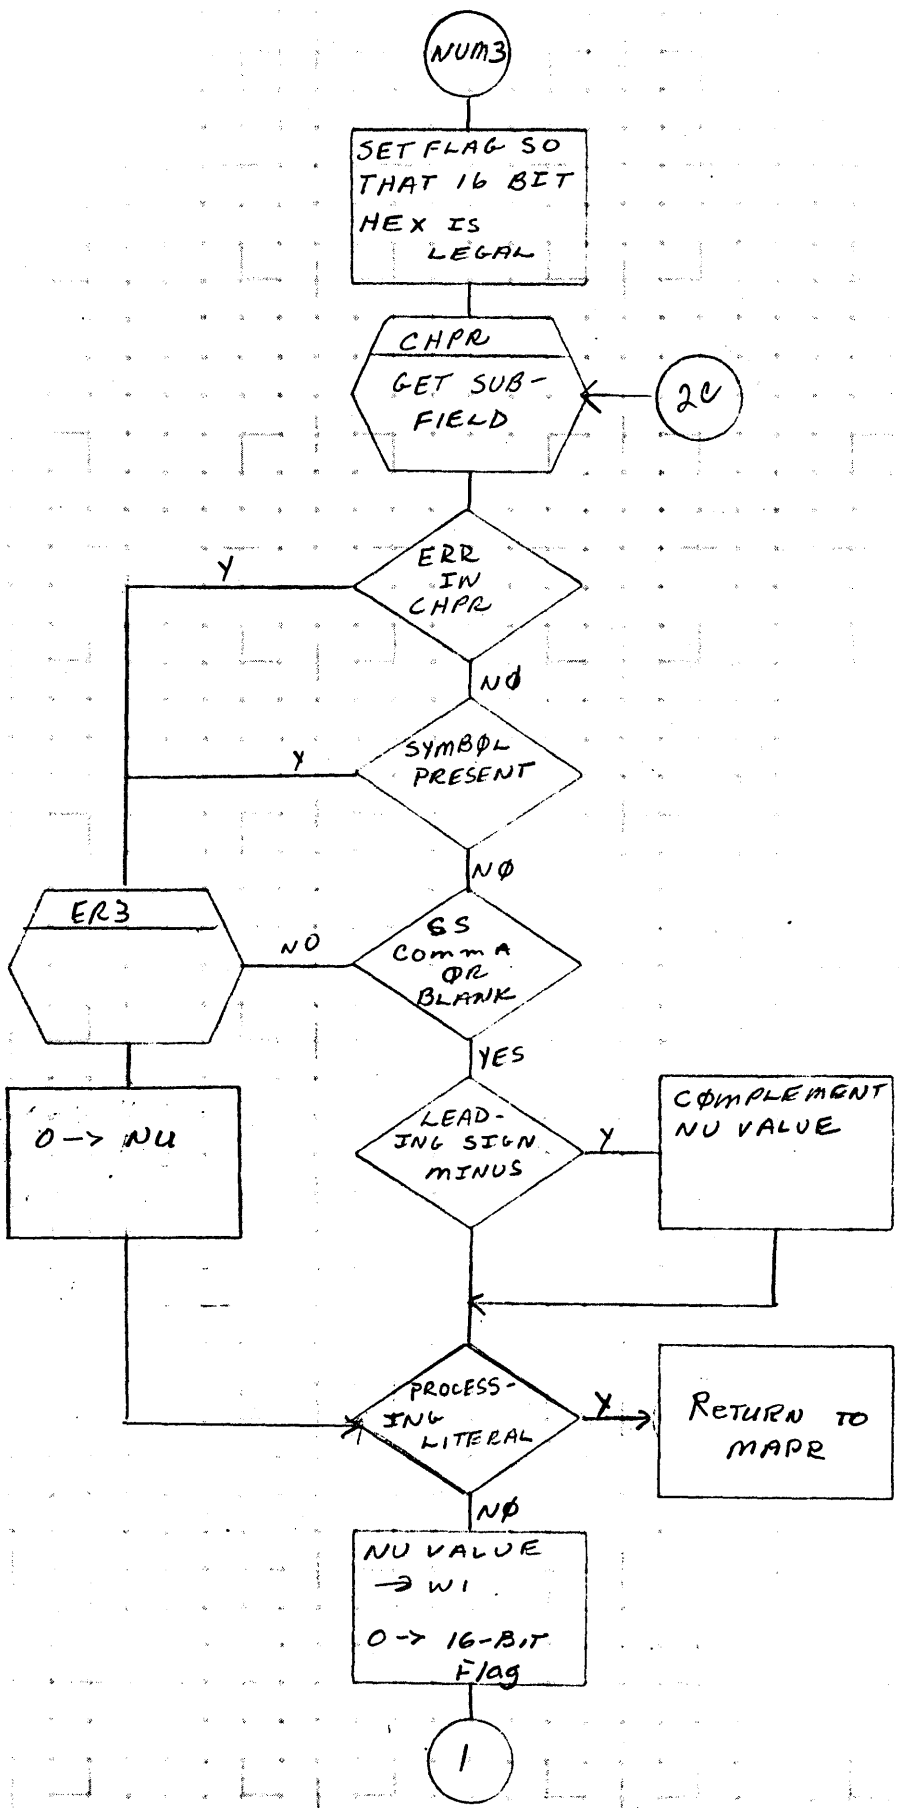 NUM3
SET FLAG SO
THAT 16 BIT
HEX IS
LEGAL
CHPR
GET SUB-
FIELD
2C
ERR
IN
CHPR
Y
NØ
SYMBØL
PRESENT
Y
NØ
ER3
NO
SS
COMMA
ØR
BLANK
YES
0 -> NU
LEAD-
ING SIGN
MINUS
Y
CØMPLEMENT
NU VALUE
PROCESS-
ING
LITERAL
Y
RETURN TO
MAPR
NØ
NU VALUE
-> W1
0 -> 16-BIT
Flag
1